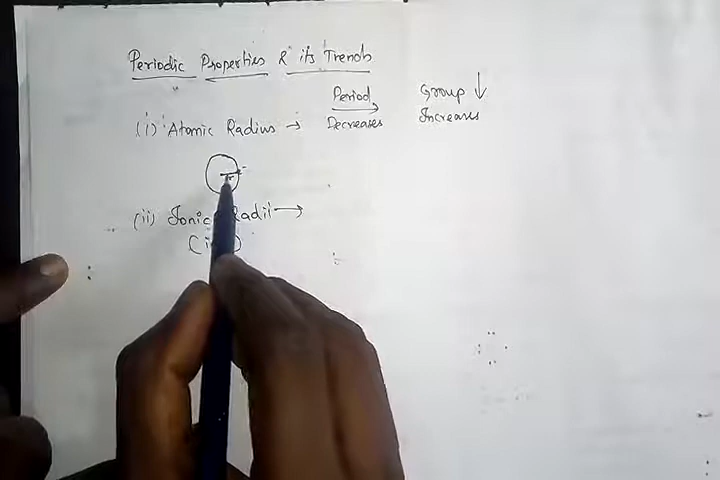 Periodic Properties & its Trends
Period Group ↓
(i) Atomic Radius → Decreases Increases
(ii) Ionic Radii →